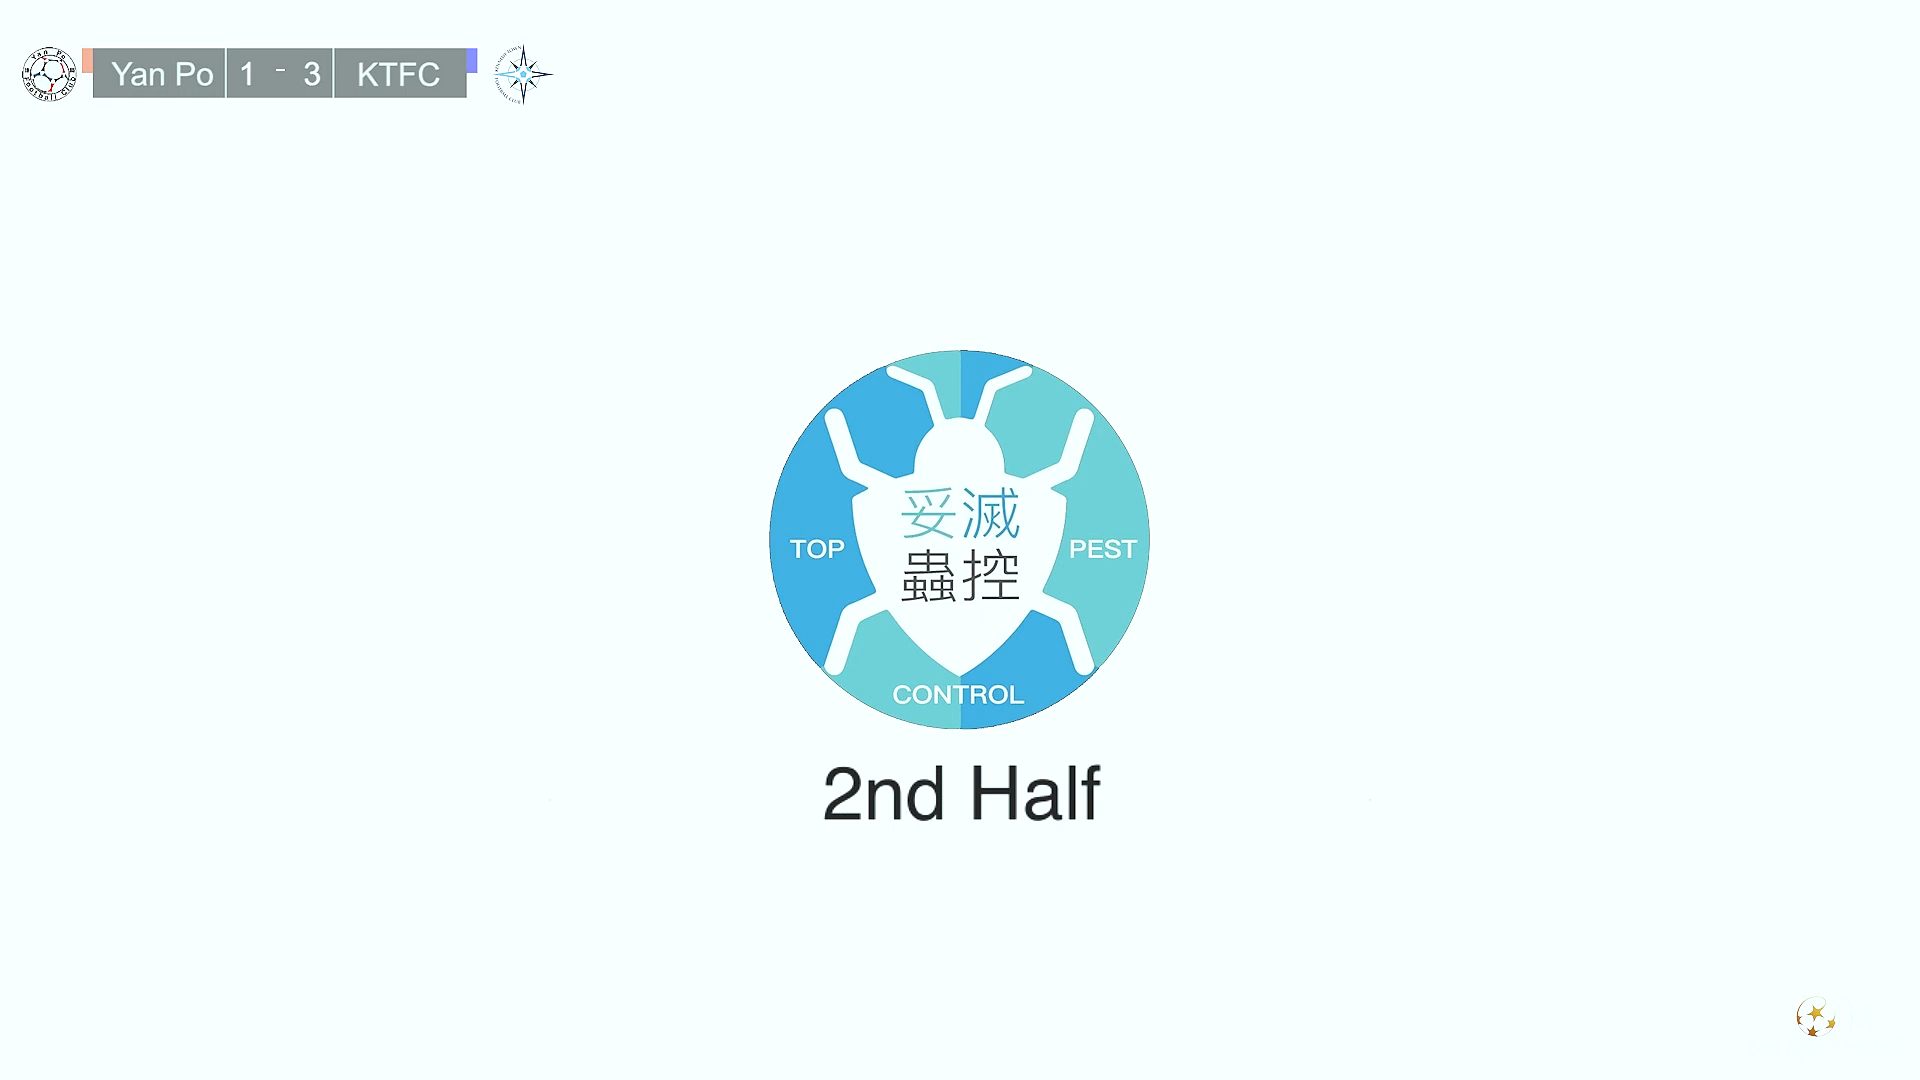 Yan Po 1 - 3 KTFC
妥滅
蟲控
TOP
PEST
CONTROL
2nd Half